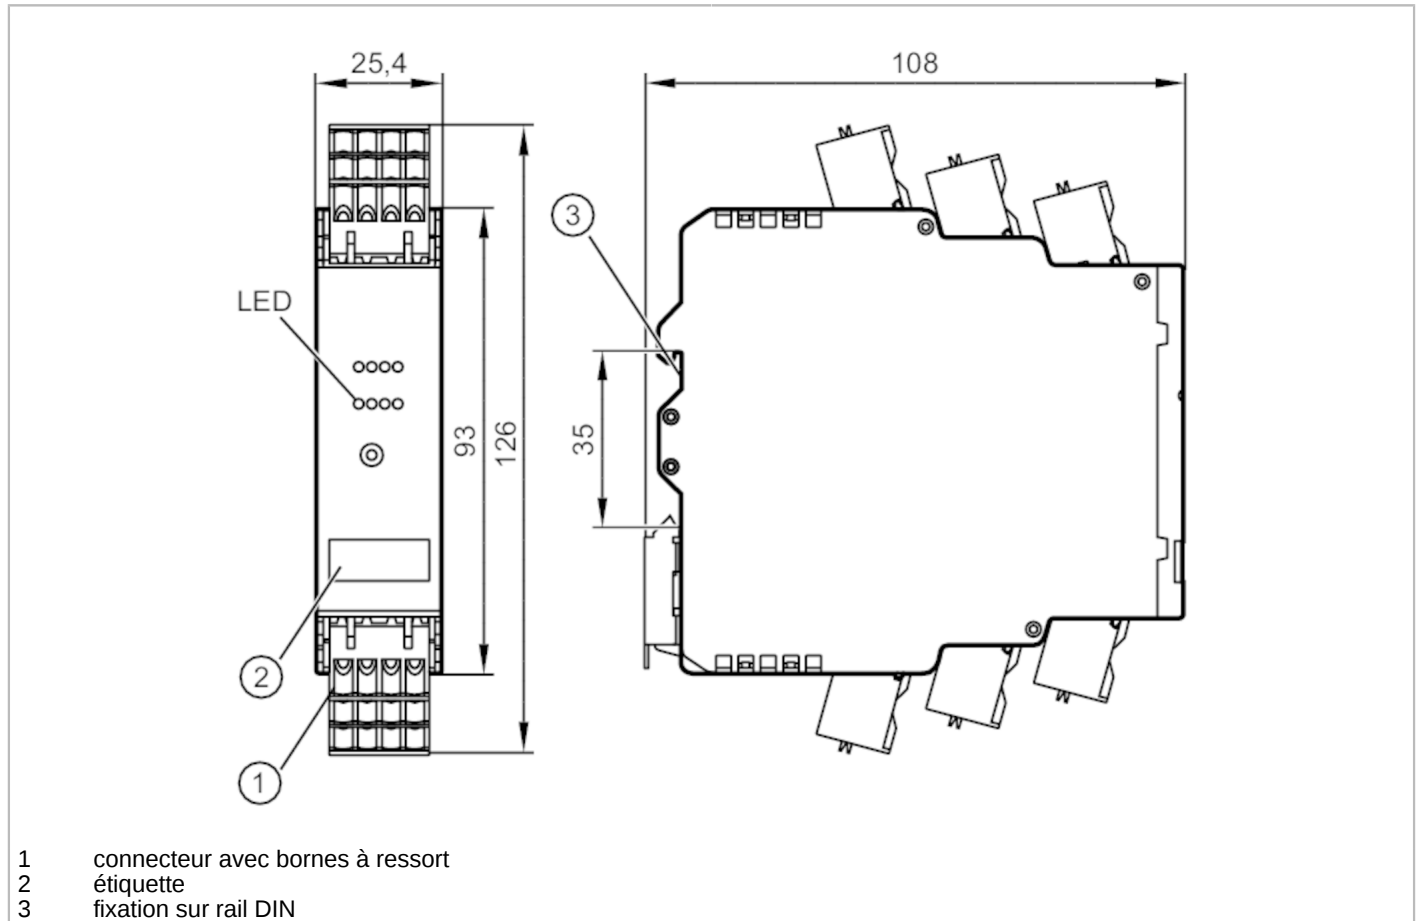 25,4
108
3
LED
93
126
35
2
1
1 connecteur avec bornes à ressort
2 étiquette
3 fixation sur rail DIN